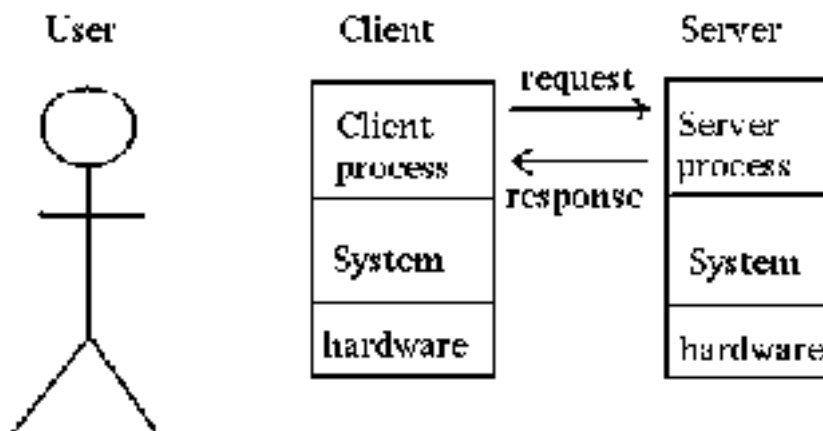 User
Client
Server
request
response
Client
process
System
hardware
Server
process
System
hardware